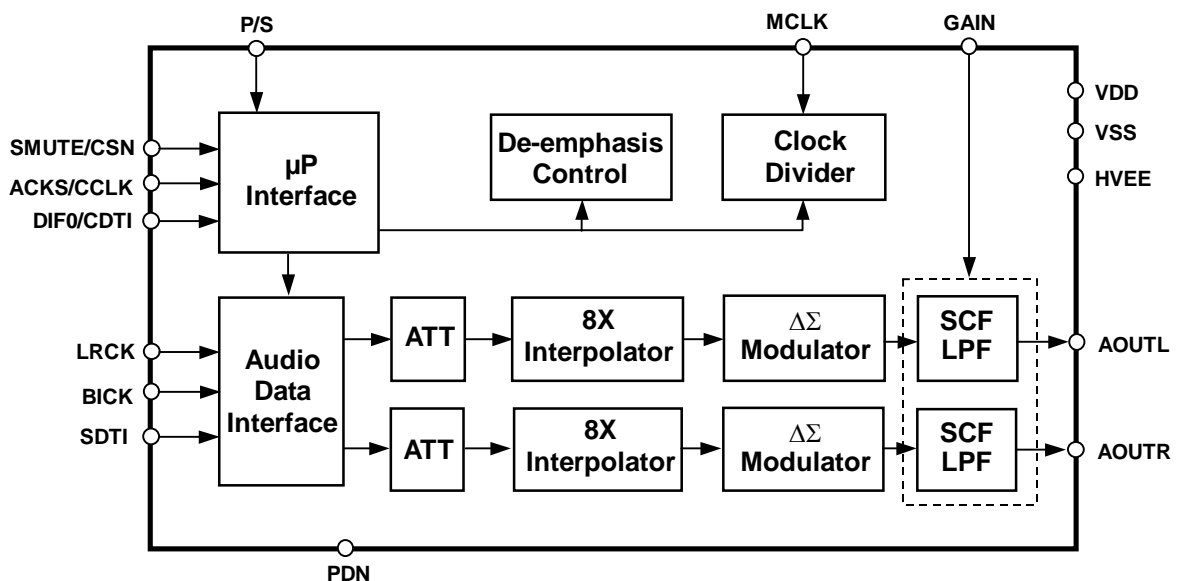 P/S
MCLK
GAIN
VDD
VSS
HVEE
SMUTE/CSN
ACKS/CCLK
DIF0/CDTI
µP
Interface
De-emphasis
Control
Clock
Divider
LRCK
BICK
SDTI
Audio
Data
Interface
ATT
8X
Interpolator
ΔΣ
Modulator
SCF
LPF
AOUTL
ATT
8X
Interpolator
ΔΣ
Modulator
SCF
LPF
AOUTR
PDN